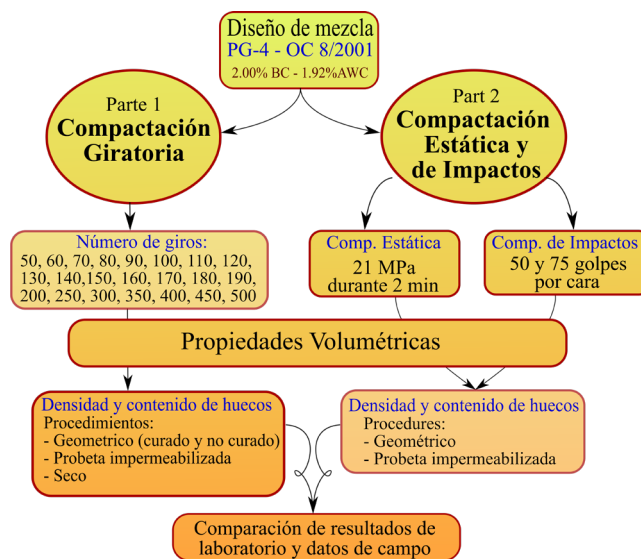 Diseño de mezcla
PG-4 - OC 8/2001
2.00% BC - 1.92%AWC
Parte 1
Compactación
Giratoria
Part 2
Compactación
Estática y
de Impactos
Número de giros:
50, 60, 70, 80, 90, 100, 110, 120,
130, 140,150, 160, 170, 180, 190,
200, 250, 300, 350, 400, 450, 500
Comp. Estática
21 MPa
durante 2 min
Comp. de Impactos
50 y 75 golpes
por cara
Propiedades Volumétricas
Densidad y contenido de huecos
Procedimientos:
- Geometrico (curado y no curado)
- Probeta impermeabilizada
- Seco
Densidad y contenido de huecos
Procedures:
- Geométrico
- Probeta impermeabilizada
Comparación de resultados de
laboratorio y datos de campo